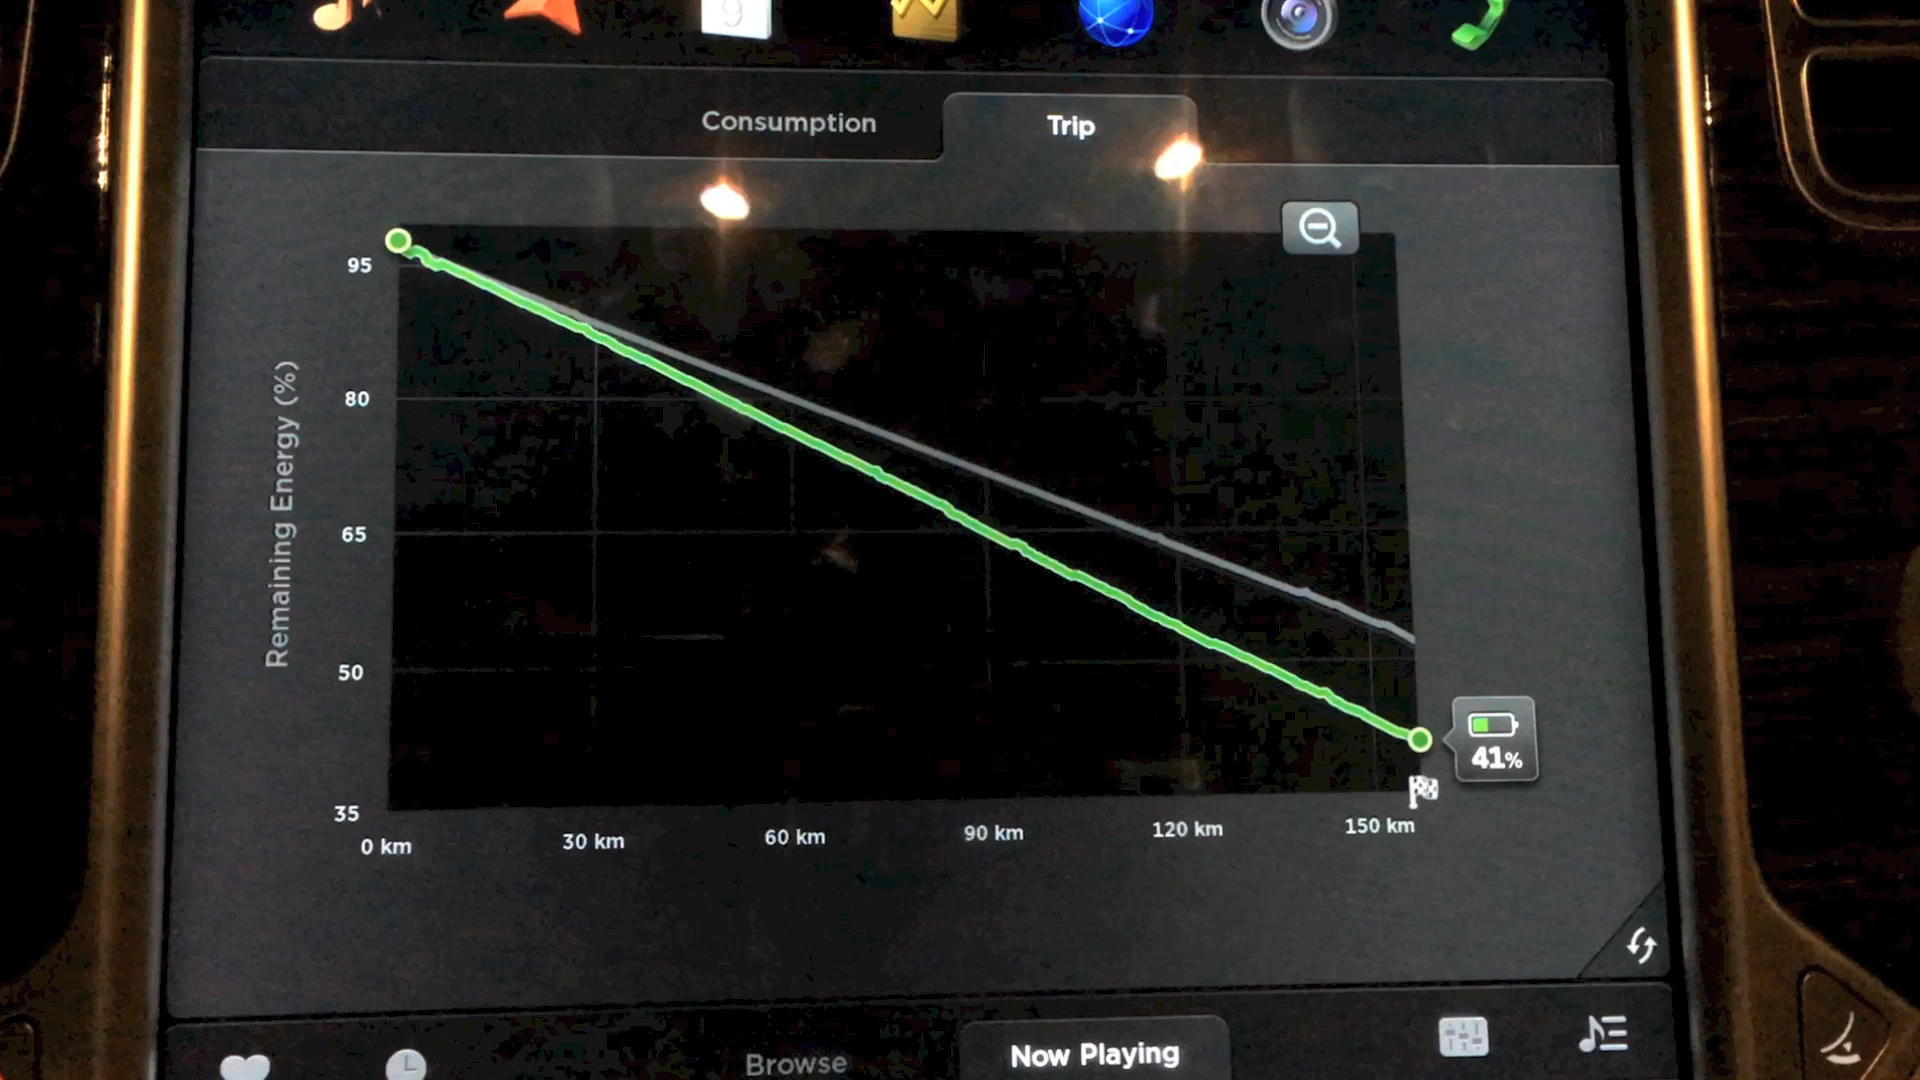 9
Consumption
Trip
95
80
65
50
35
Remaining Energy (%)
0 km
30 km
60 km
90 km
120 km
150 km
41%
Browse
Now Playing